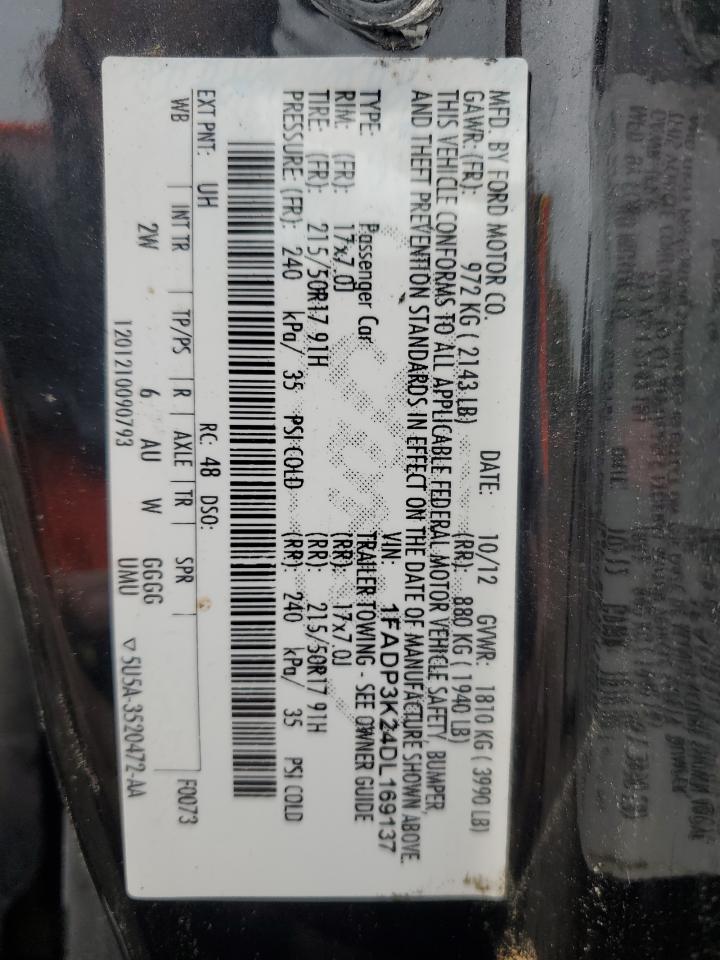 MFD. BY FORD MOTOR CO. DATE: 10/12 GVWR: 1810 KG ( 3990 LB)
GAWR: (FR): 972 KG ( 2143 LB) (RR): 880 KG ( 1940 LB)
THIS VEHICLE CONFORMS TO ALL APPLICABLE FEDERAL MOTOR VEHICLE SAFETY, BUMPER,
AND THEFT PREVENTION STANDARDS IN EFFECT ON THE DATE OF MANUFACTURE SHOWN ABOVE.
VIN: 1FADP3K24DL169137
TYPE: Passenger Car TRAILER TOWING - SEE OWNER GUIDE
RIM: (FR): 17x7.0J (RR): 17x7.0J
TIRE (FR): 215/50R17 91H (RR): 215/50R17 91H
PRESSURE (FR): 240 kPa/ 35 PSI COLD (RR): 240 kPa/ 35 PSI COLD
EXT PNT: UH RC: 48 DSO: F0073
WB INT TR TP/PS R AXLE TR SPR
2W 6 AU W GGGG
UMU
▽ 5U5A-3520472-AA
1201210090793